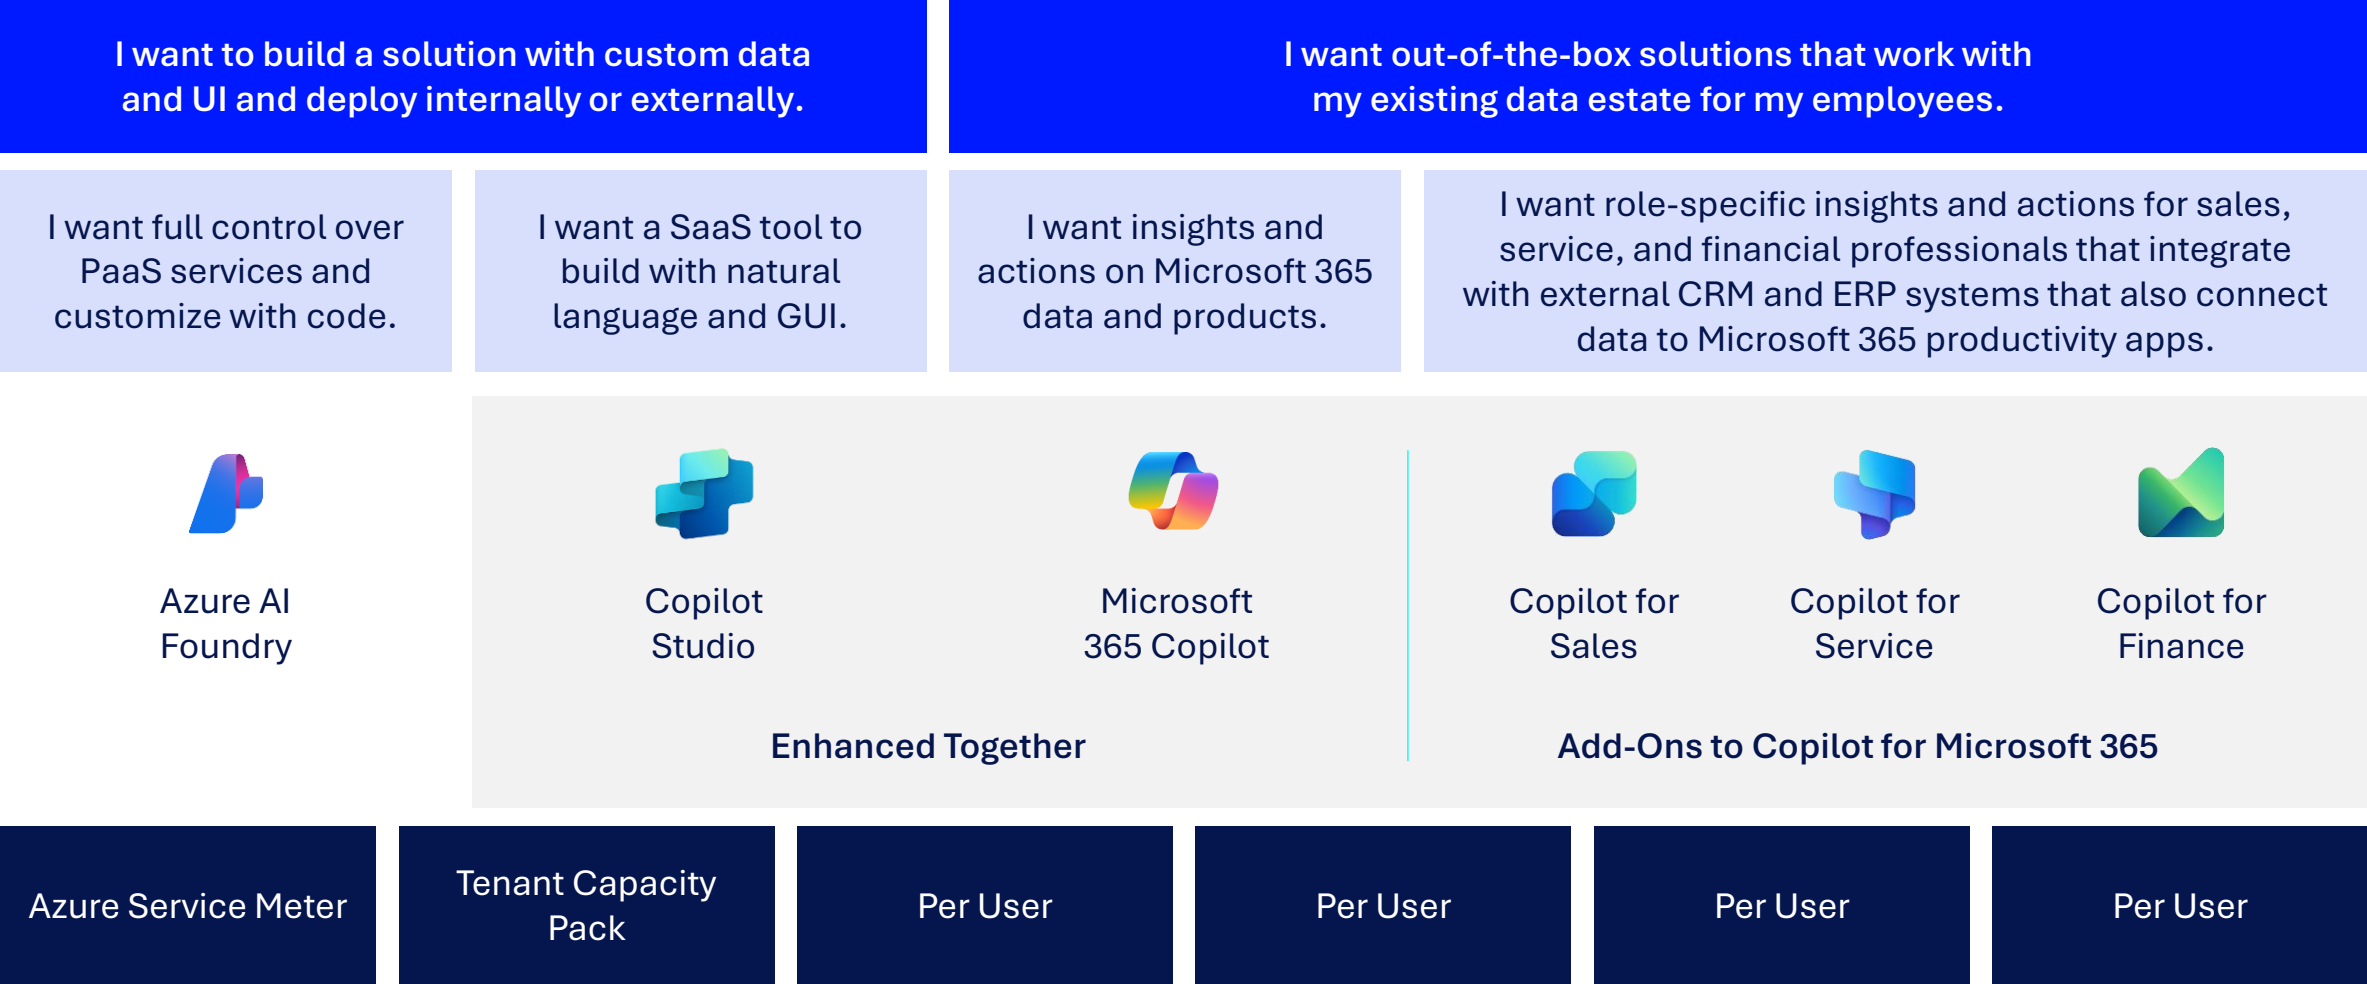 I want to build a solution with custom data
and UI and deploy internally or externally.
I want out-of-the-box solutions that work with
my existing data estate for my employees.
I want full control over
PaaS services and
customize with code.
I want a SaaS tool to
build with natural
language and GUI.
I want insights and
actions on Microsoft 365
data and products.
I want role-specific insights and actions for sales,
service, and financial professionals that integrate
with external CRM and ERP systems that also connect
data to Microsoft 365 productivity apps.
Azure AI
Foundry
Copilot
Studio
Microsoft
365 Copilot
Copilot for
Sales
Copilot for
Service
Copilot for
Finance
Enhanced Together
Add-Ons to Copilot for Microsoft 365
Azure Service Meter
Tenant Capacity
Pack
Per User
Per User
Per User
Per User